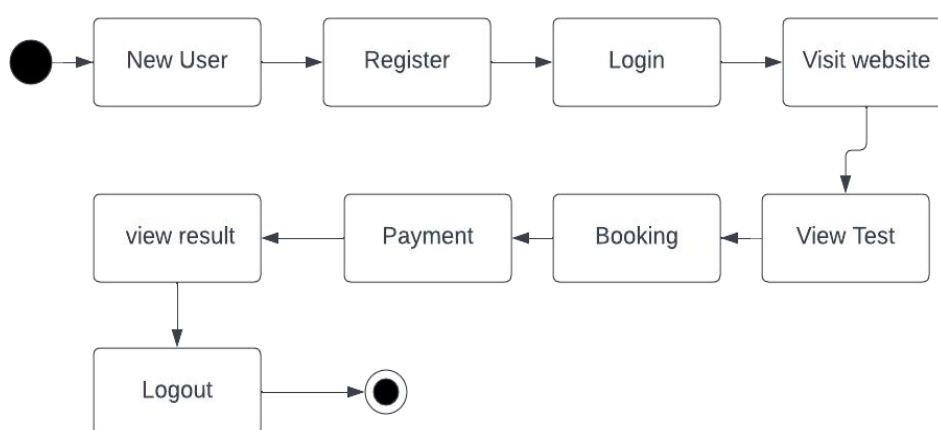 New User
Register
Login
Visit website
View Test
Booking
Payment
view result
Logout